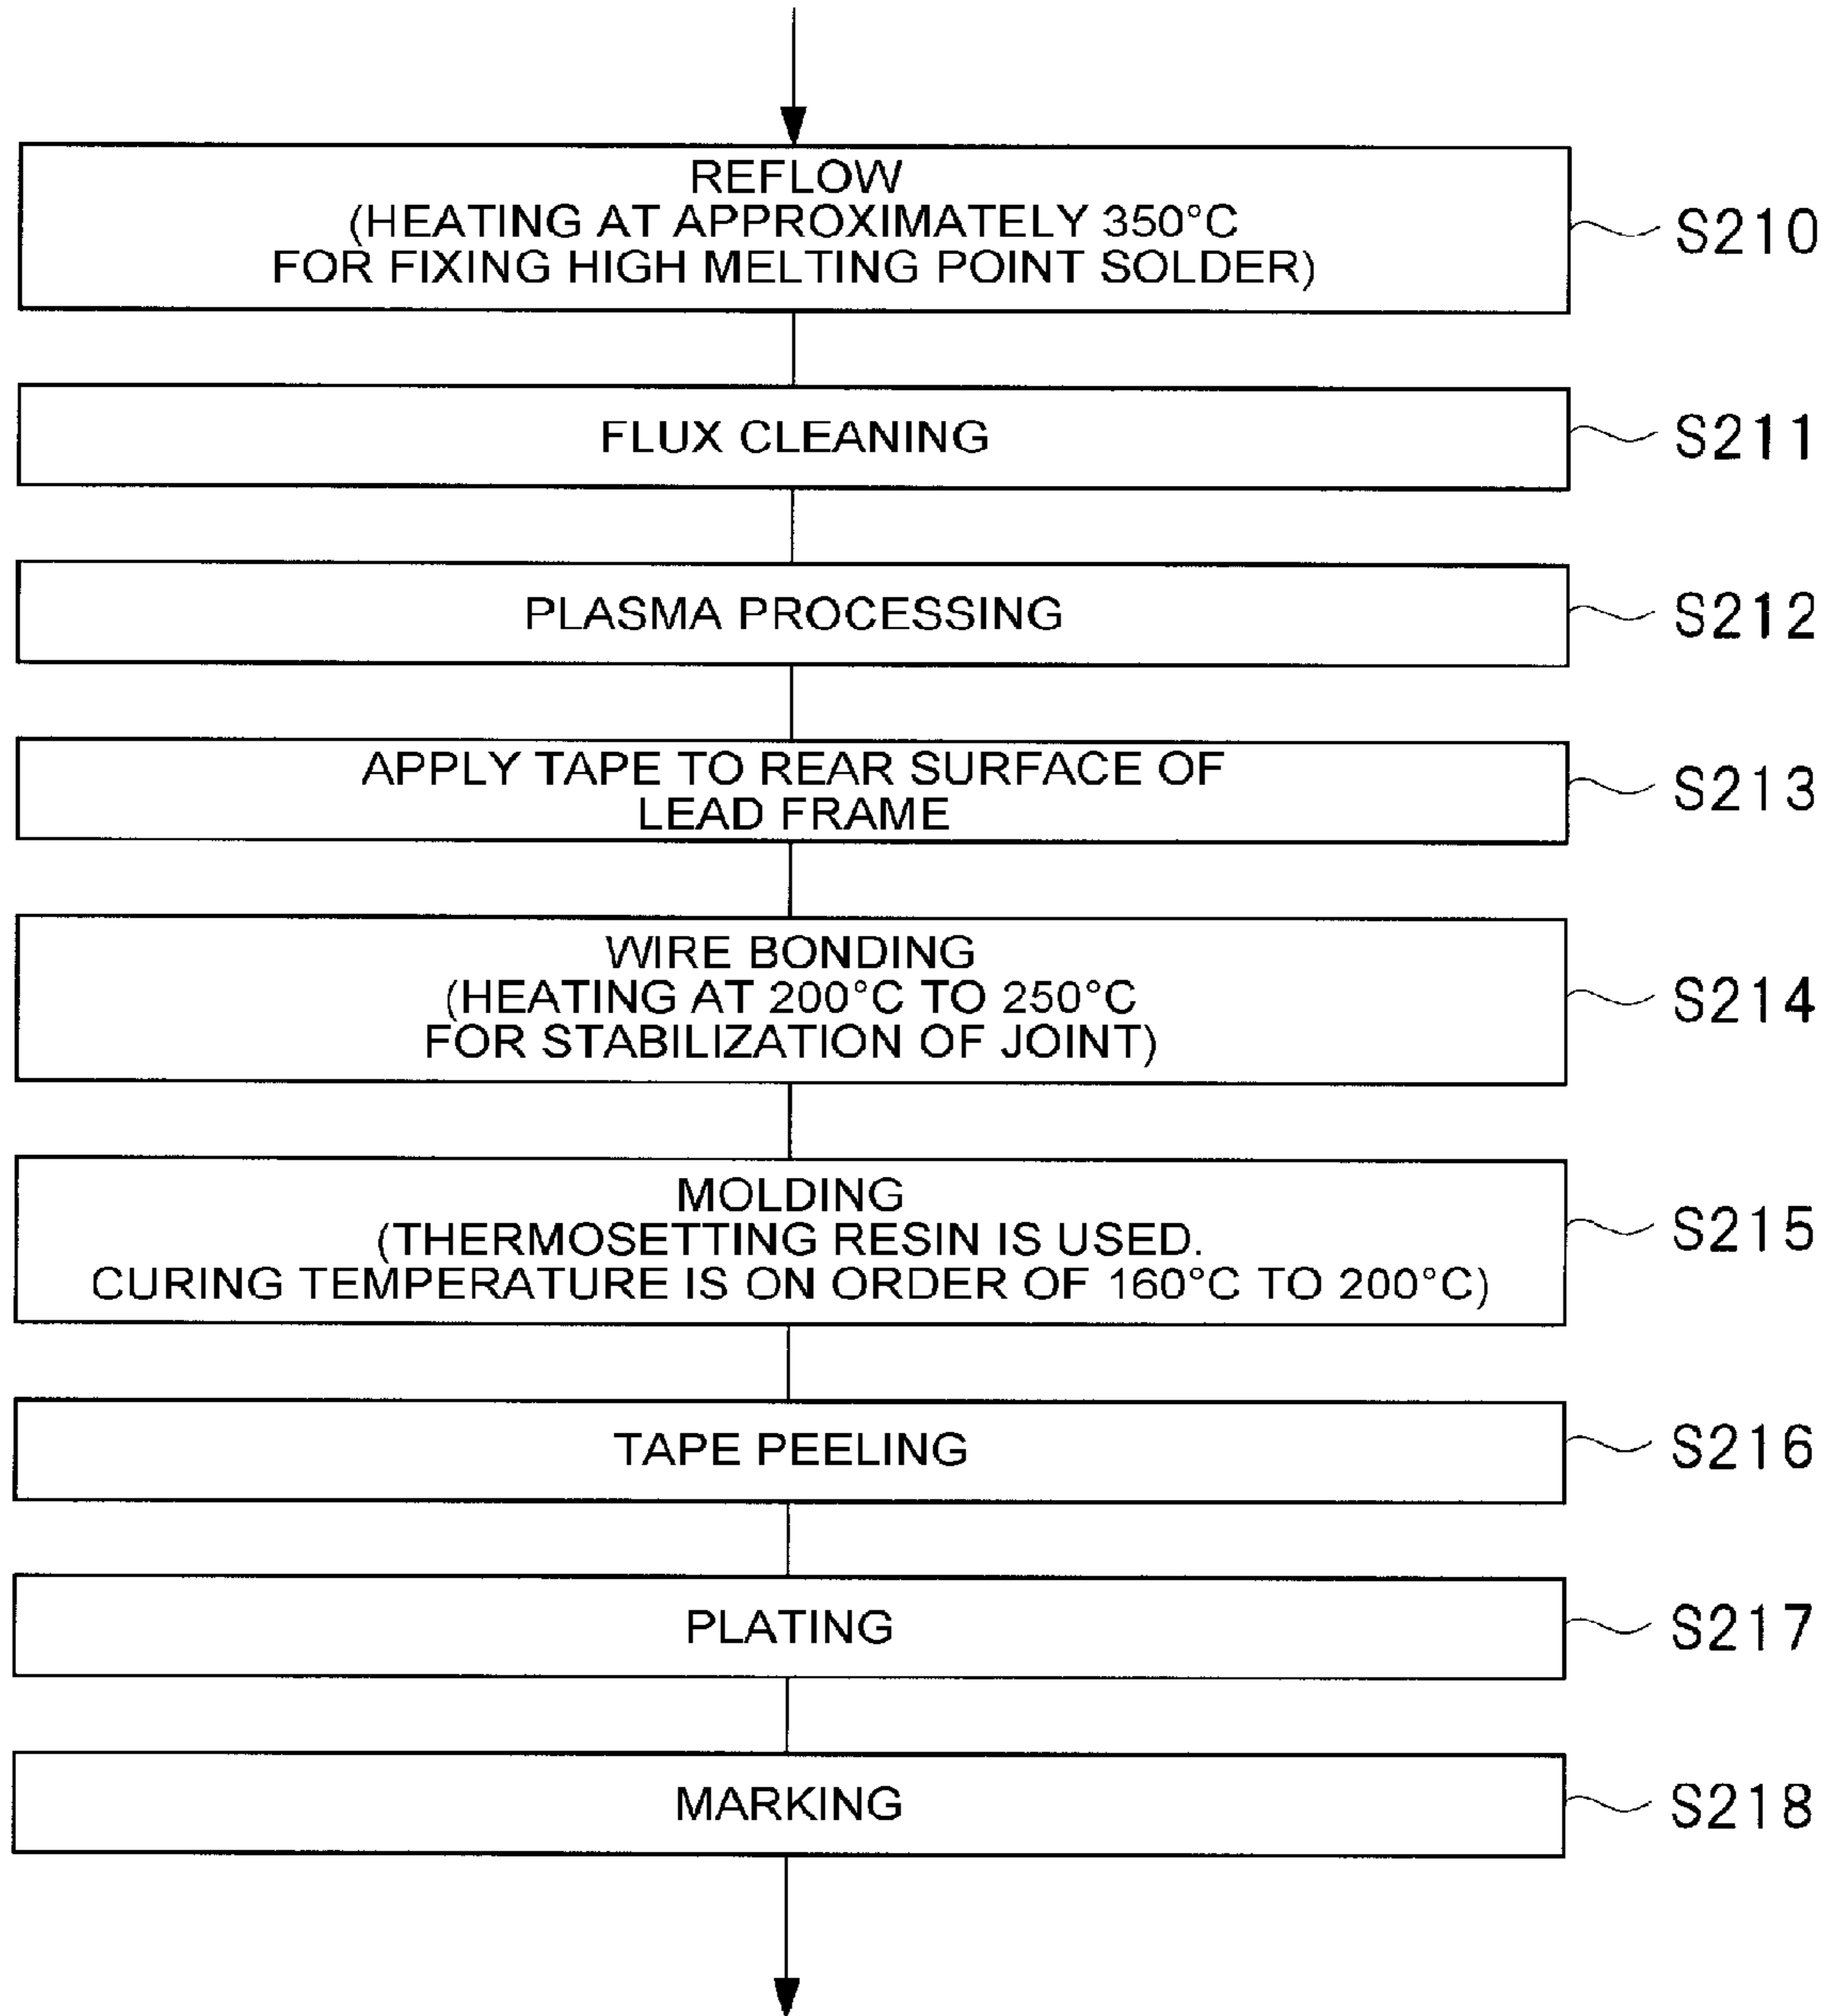 REFLOW
(HEATING AT APPROXIMATELY 350°C
FOR FIXING HIGH MELTING POINT SOLDER)
S210
FLUX CLEANING
S211
PLASMA PROCESSING
S212
APPLY TAPE TO REAR SURFACE OF
LEAD FRAME
S213
WIRE BONDING
(HEATING AT 200°C TO 250°C
FOR STABILIZATION OF JOINT)
S214
MOLDING
(THERMOSETTING RESIN IS USED.
CURING TEMPERATURE IS ON ORDER OF 160°C TO 200°C)
S215
TAPE PEELING
S216
PLATING
S217
MARKING
S218